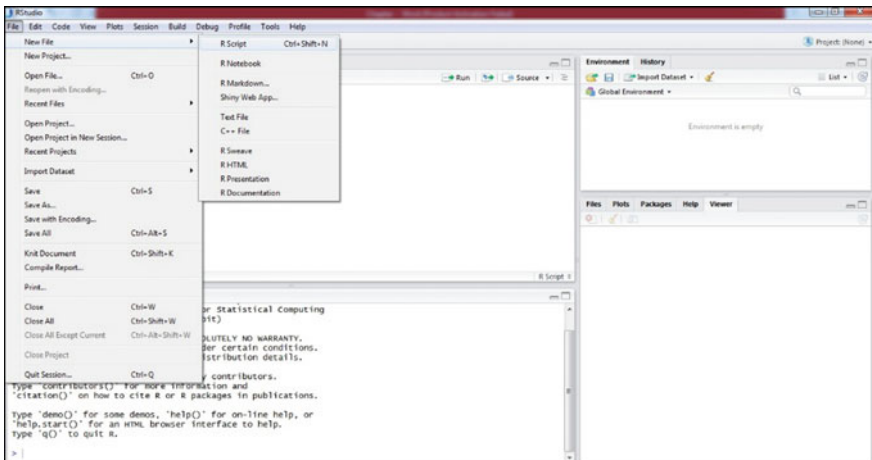 RStudio
File Edit Code View Plots Session Build Debug Profile Tools Help
Project: (None)
New File
New Project...
Open File... Ctrl+O
Reopen with Encoding...
Recent Files
Open Project...
Open Project in New Session...
Recent Projects
Import Dataset
Save Ctrl+S
Save As...
Save with Encoding...
Save All Ctrl+Alt+S
Knit Document Ctrl+Shift+K
Compile Report...
Print...
Close Ctrl+W
Close All Ctrl+Shift+W
Close All Except Current Ctrl+Alt+Shift+W
Close Project
Quit Session... Ctrl+Q
R Script Ctrl+Shift+N
R Notebook
R Markdown...
Shiny Web App...
Text File
C++ File
R Sweave
R HTML
R Presentation
R Documentation
Run Source
R Script
or Statistical Computing
bit)
OLUTELY NO WARRANTY.
der certain conditions.
istribution details.
y contributors.
Type 'contributors()' for more information and
'citation()' on how to cite R or R packages in publications.
Type 'demo()' for some demos, 'help()' for on-line help, or
'help.start()' for an HTML browser interface to help.
Type 'q()' to quit R.
>
Environment History
Import Dataset List
Global Environment
Environment is empty
Files Plots Packages Help Viewer